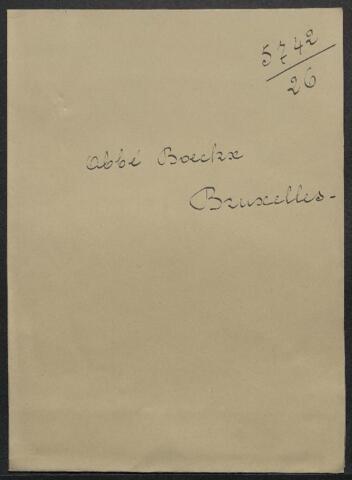 5742
26
Abbé Boeckx
Bruxelles-